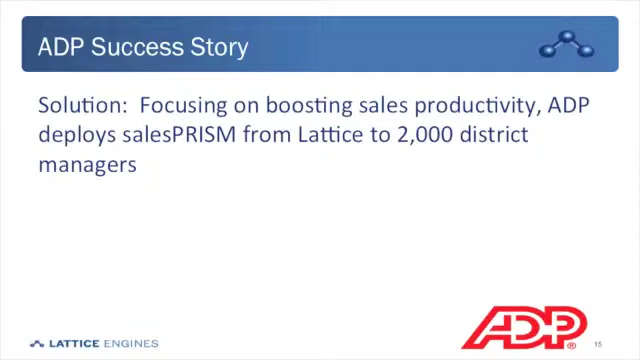 ADP Success Story
Solution:  Focusing on boosting sales productivity, ADP
deploys salesPRISM from Lattice to 2,000 district
managers
LATTICE ENGINES
ADP®
15